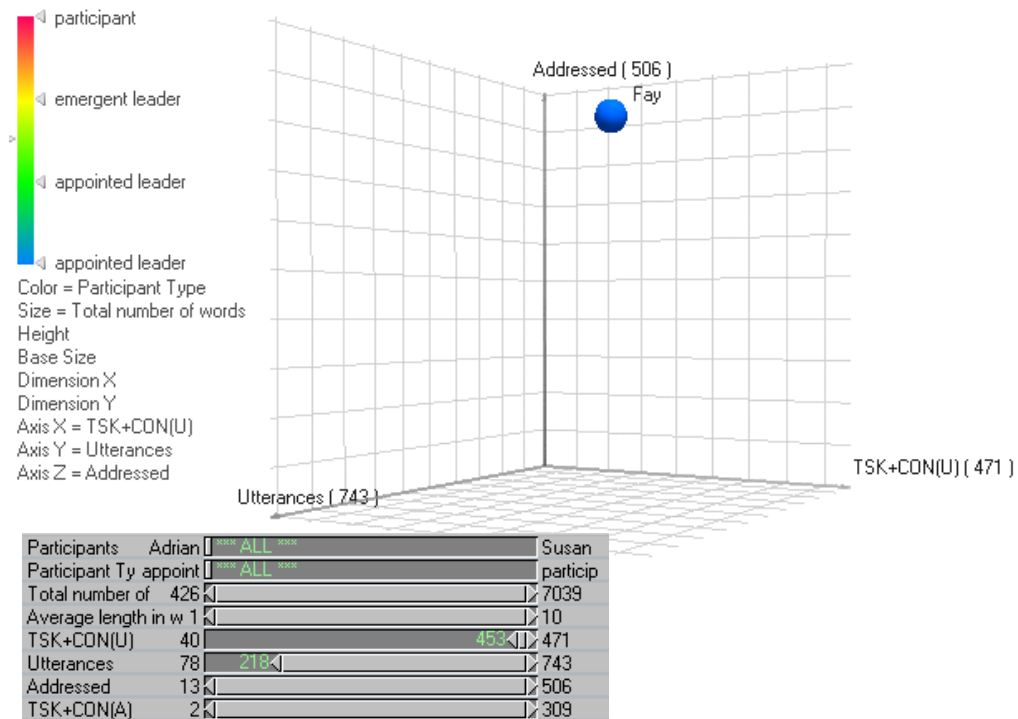 participant
emergent leader
appointed leader
appointed leader
Color = Participant Type
Size = Total number of words
Height
Base Size
Dimension X
Dimension Y
Axis X = TSK+CON(U)
Axis Y = Utterances
Axis Z = Addressed
Addressed ( 506 )
Fay
TSK+CON(U) ( 471 )
Utterances ( 743 )
Participants Adrian *** ALL *** Susan
Participant Ty appoint *** ALL *** particip
Total number of 426 7039
Average length in w 1 10
TSK+CON(U) 40 453 471
Utterances 78 218 743
Addressed 13 506
TSK+CON(A) 2 309